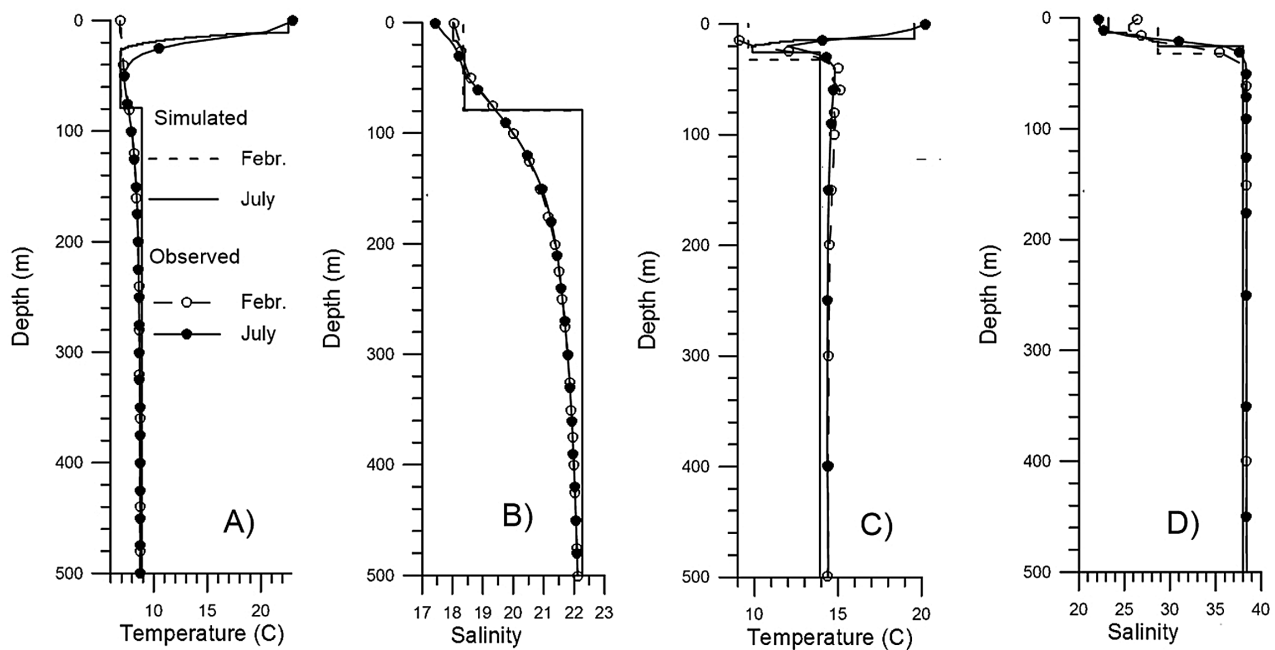 0
100
200
300
400
500
Depth (m)
10
20
Temperature (C)
Simulated
Febr.
July
Observed
Febr.
July
A)
0
100
200
300
400
500
Depth (m)
17
18
19
20
21
22
23
Salinity
B)
0
100
200
300
400
500
Depth (m)
10
15
20
Temperature (C)
C)
0
100
200
300
400
500
Depth (m)
20
25
30
35
40
Salinity
D)